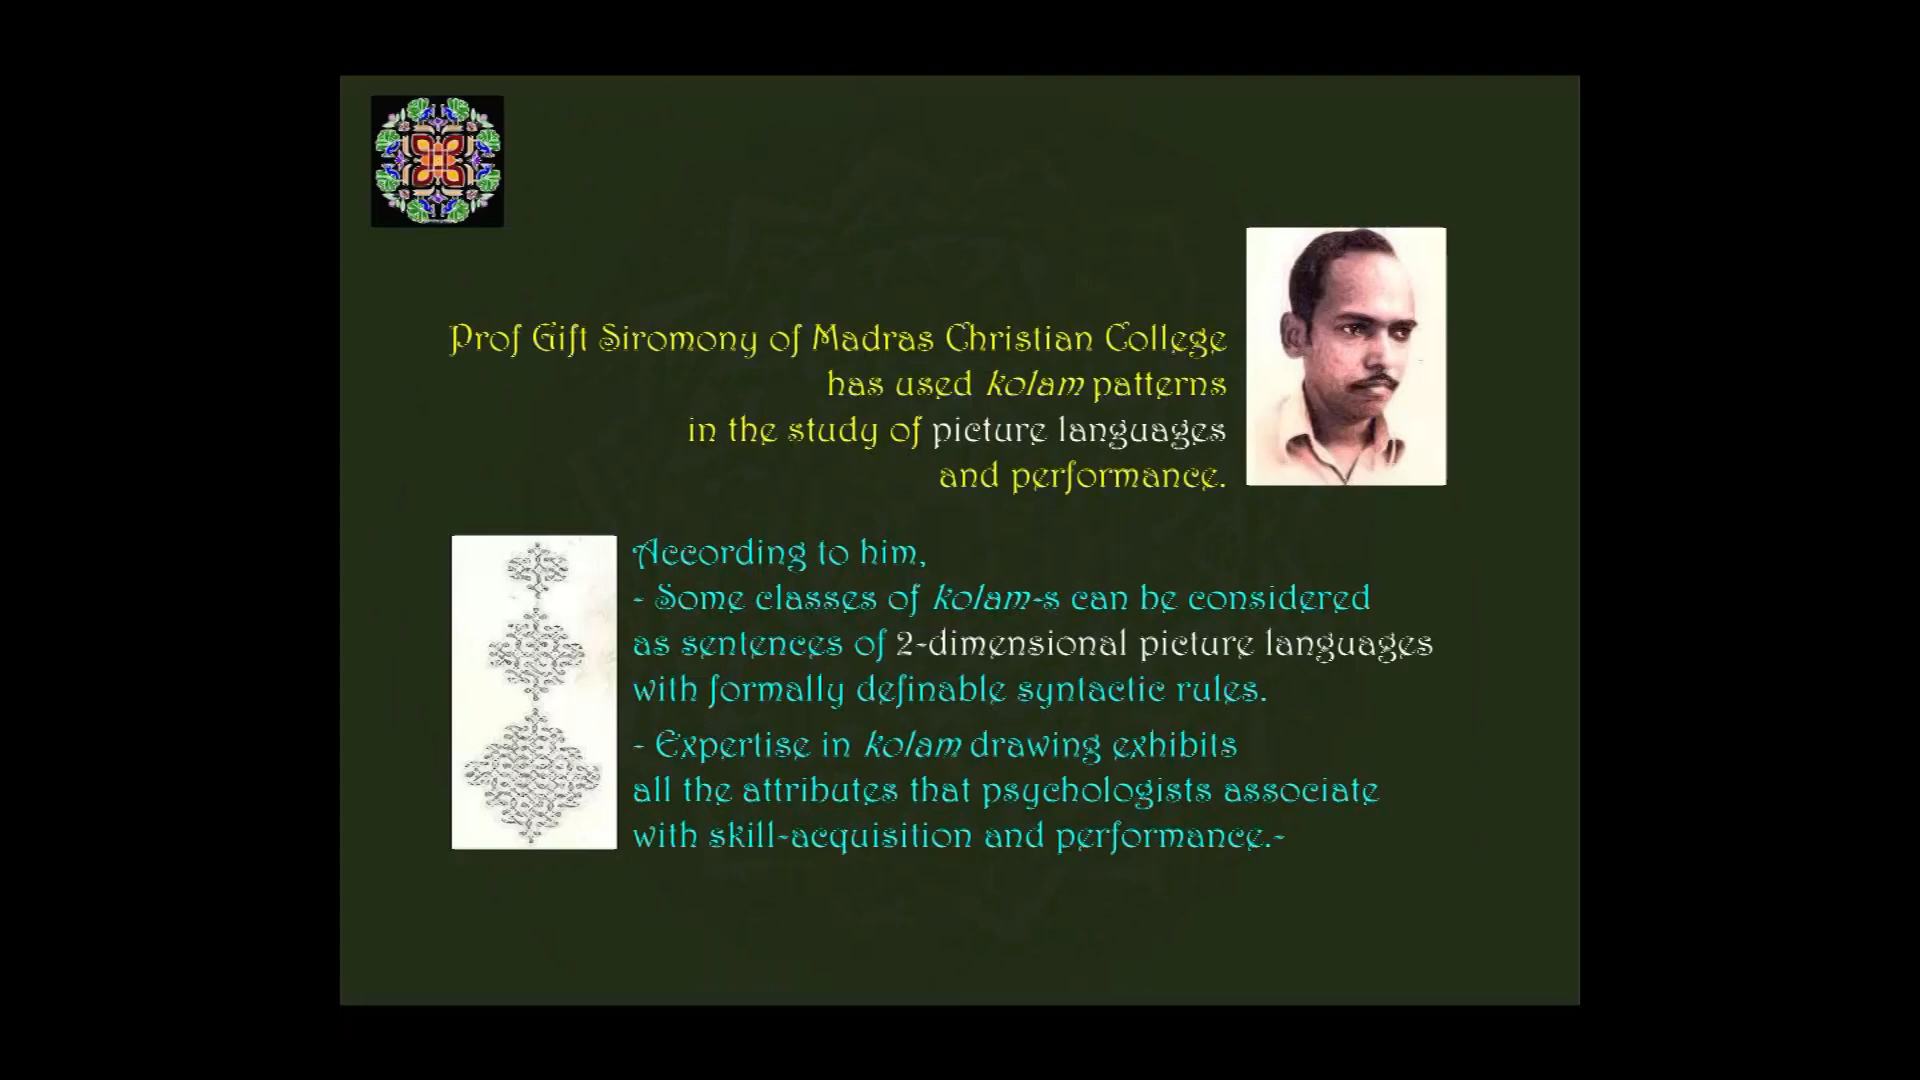 Prof Gift Siromony of Madras Christian College
has used kolam patterns
in the study of picture languages
and performance.
According to him,
- Some classes of kolam-s can be considered
as sentences of 2-dimensional picture languages
with formally definable syntactic rules.
- Expertise in kolam drawing exhibits
all the attributes that psychologists associate
with skill-acquisition and performance.-